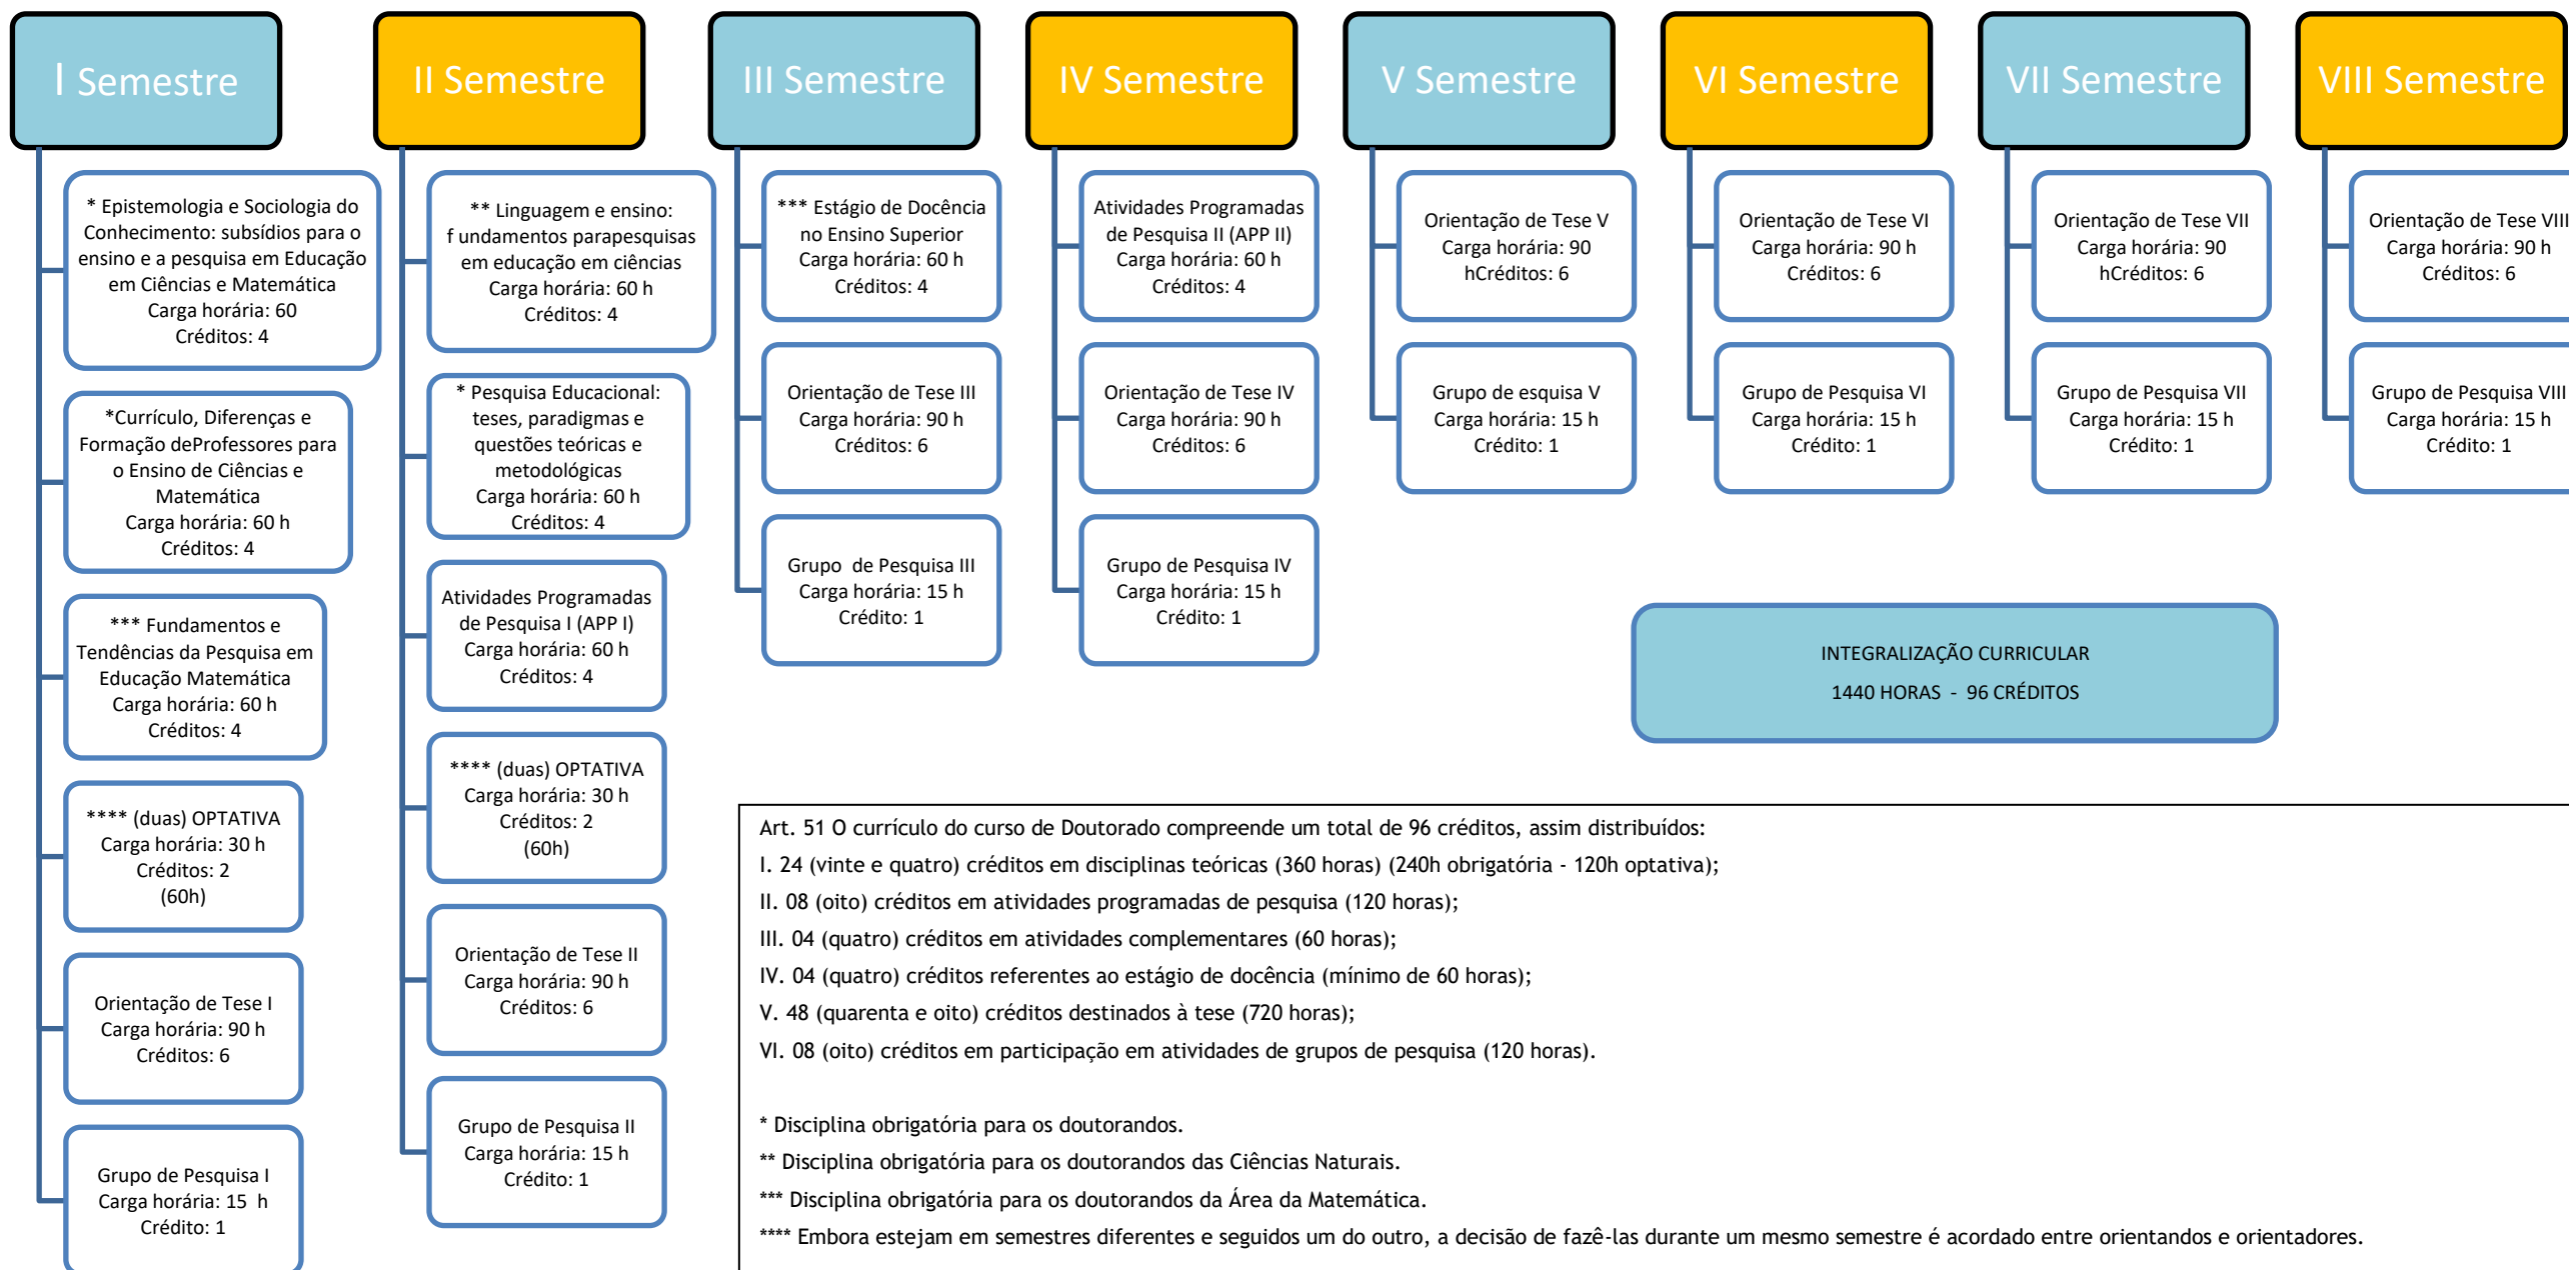 I Semestre
* Epistemologia e Sociologia do
Conhecimento: subsídios para o
ensino e a pesquisa em Educação
em Ciências e Matemática
Carga horária: 60
Créditos: 4
*Currículo, Diferenças e
Formação deProfessores para
o Ensino de Ciências e
Matemática
Carga horária: 60 h
Créditos: 4
*** Fundamentos e
Tendências da Pesquisa em
Educação Matemática
Carga horária: 60 h
Créditos: 4
**** (duas) OPTATIVA
Carga horária: 30 h
Créditos: 2
(60h)
Orientação de Tese I
Carga horária: 90 h
Créditos: 6
Grupo de Pesquisa I
Carga horária: 15 h
Crédito: 1
II Semestre
** Linguagem e ensino:
f undamentos parapesquisas
em educação em ciências
Carga horária: 60 h
Créditos: 4
* Pesquisa Educacional:
teses, paradigmas e
questões teóricas e
metodológicas
Carga horária: 60 h
Créditos: 4
Atividades Programadas
de Pesquisa I (APP I)
Carga horária: 60 h
Créditos: 4
**** (duas) OPTATIVA
Carga horária: 30 h
Créditos: 2
(60h)
Orientação de Tese II
Carga horária: 90 h
Créditos: 6
Grupo de Pesquisa II
Carga horária: 15 h
Crédito: 1
III Semestre
*** Estágio de Docência
no Ensino Superior
Carga horária: 60 h
Créditos: 4
Orientação de Tese III
Carga horária: 90 h
Créditos: 6
Grupo de Pesquisa III
Carga horária: 15 h
Crédito: 1
IV Semestre
Atividades Programadas
de Pesquisa II (APP II)
Carga horária: 60 h
Créditos: 4
Orientação de Tese IV
Carga horária: 90 h
Créditos: 6
Grupo de Pesquisa IV
Carga horária: 15 h
Crédito: 1
V Semestre
Orientação de Tese V
Carga horária: 90
hCréditos: 6
Grupo de esquisa V
Carga horária: 15 h
Crédito: 1
VI Semestre
Orientação de Tese VI
Carga horária: 90 h
Créditos: 6
Grupo de Pesquisa VI
Carga horária: 15 h
Crédito: 1
VII Semestre
Orientação de Tese VII
Carga horária: 90
hCréditos: 6
Grupo de Pesquisa VII
Carga horária: 15 h
Crédito: 1
VIII Semestre
Orientação de Tese VIII
Carga horária: 90 h
Créditos: 6
Grupo de Pesquisa VIII
Carga horária: 15 h
Crédito: 1
INTEGRALIZAÇÃO CURRICULAR
1440 HORAS - 96 CRÉDITOS
Art. 51 O currículo do curso de Doutorado compreende um total de 96 créditos, assim distribuídos:
I. 24 (vinte e quatro) créditos em disciplinas teóricas (360 horas) (240h obrigatória - 120h optativa);
II. 08 (oito) créditos em atividades programadas de pesquisa (120 horas);
III. 04 (quatro) créditos em atividades complementares (60 horas);
IV. 04 (quatro) créditos referentes ao estágio de docência (mínimo de 60 horas);
V. 48 (quarenta e oito) créditos destinados à tese (720 horas);
VI. 08 (oito) créditos em participação em atividades de grupos de pesquisa (120 horas).
* Disciplina obrigatória para os doutorandos.
** Disciplina obrigatória para os doutorandos das Ciências Naturais.
*** Disciplina obrigatória para os doutorandos da Área da Matemática.
**** Embora estejam em semestres diferentes e seguidos um do outro, a decisão de fazê-las durante um mesmo semestre é acordado entre orientandos e orientadores.